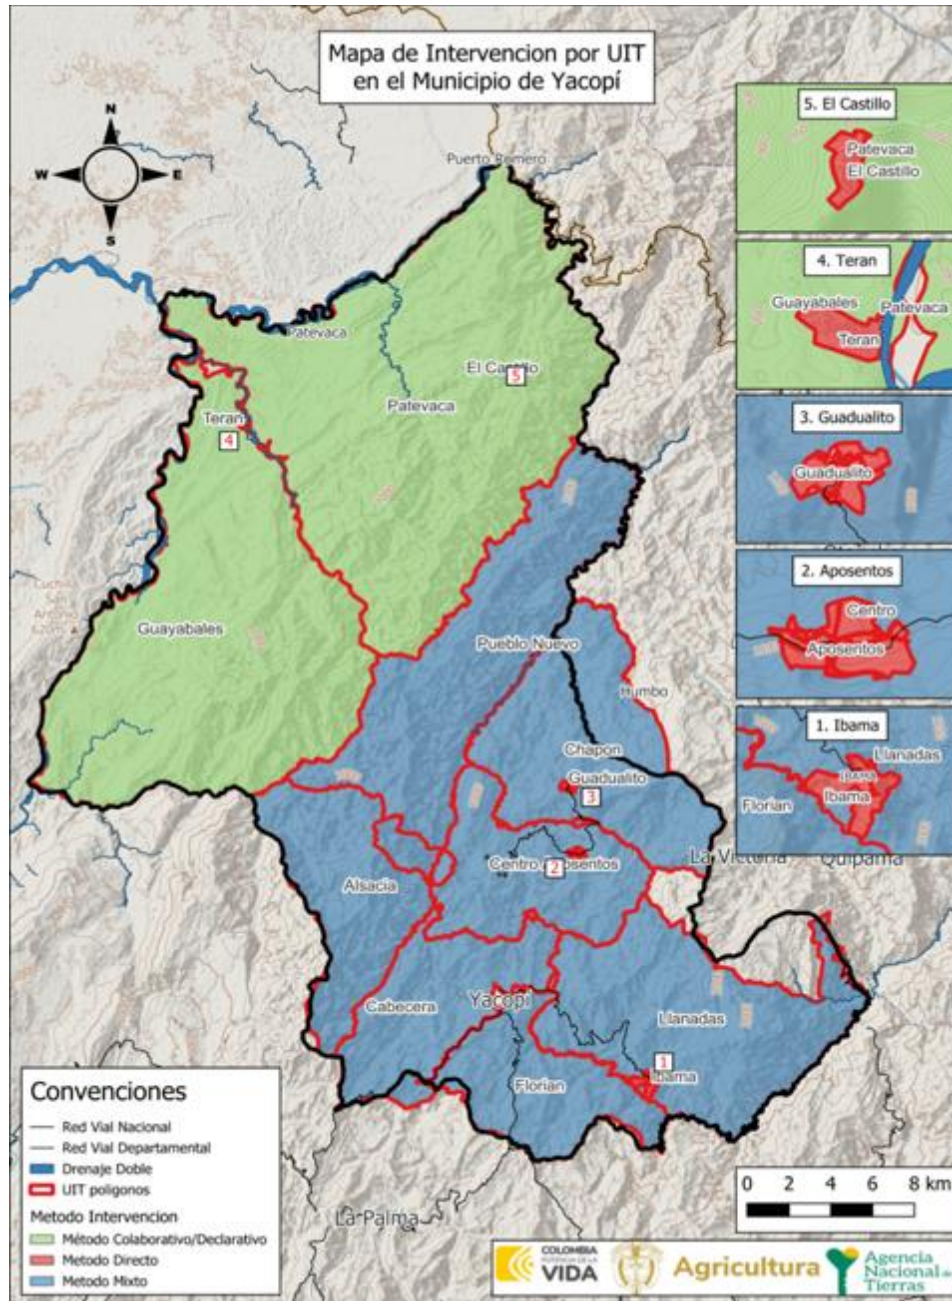 Mapa de Intervencion por UIT
en el Municipio de Yacopí
N
W
E
S
Puerto Romero
Patevaca
El Castillo
5
Patevaca
Teran
4
Guayabales
Pueblo Nuevo
Humbo
Chapon
Guadualito
3
Centro Aposentos
2
La Victoria
Quipama
Alsacia
Cabecera
Yacopí
Llanadas
1
Ibama
Florian
La Palma
5. El Castillo
Patevaca
El Castillo
4. Teran
Guayabales
Patevaca
Teran
3. Guadualito
Guadualito
2. Aposentos
Centro
Aposentos
1. Ibama
Llanadas
Ibama
Florian
Convenciones
Red Vial Nacional
Red Vial Departamental
Drenaje Doble
UIT poligonos
Metodo Intervencion
Método Colaborativo/Declarativo
Metodo Directo
Metodo Mixto
0 2 4 6 8 km
COLOMBIA
POTENCIA DE LA
VIDA
Agricultura
Agencia
Nacional de
Tierras